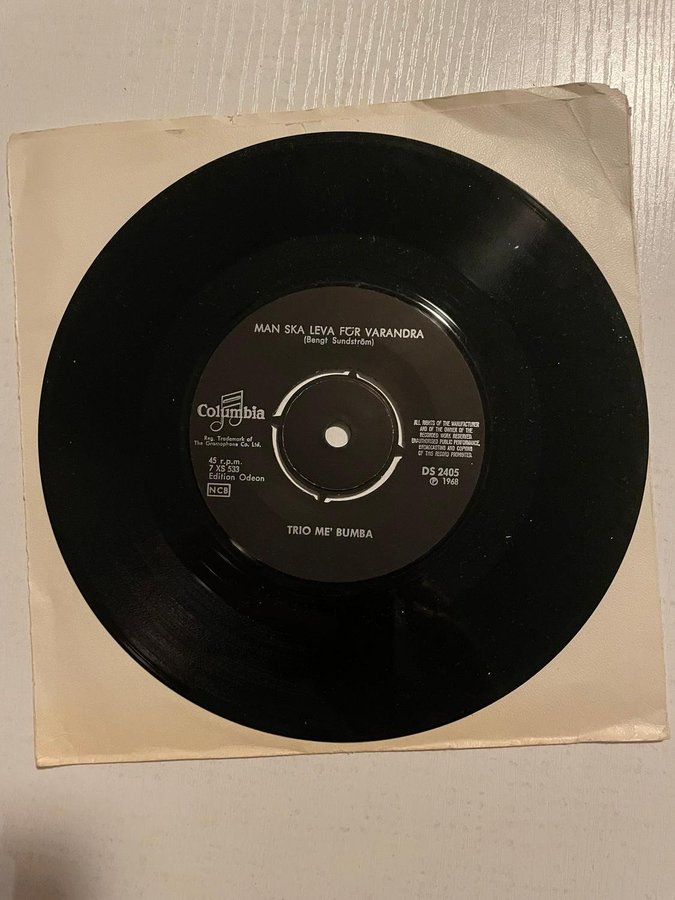 MAN SKA LEVA FÖR VARANDRA
(Bengt Sundström)
Columbia
Reg. Trademark of
The Gramophone Co. Ltd.
45 r.p.m.
7 XS 533
Edition Odeon
NCB
ALL RIGHTS OF THE MANUFACTURER
AND OF THE OWNER OF THE
RECORDED WORK RESERVED.
UNAUTHORISED PUBLIC PERFORMANCE,
BROADCASTING AND COPYING
OF THIS RECORD PROHIBITED.
DS 2405
℗ 1968
TRIO ME' BUMBA